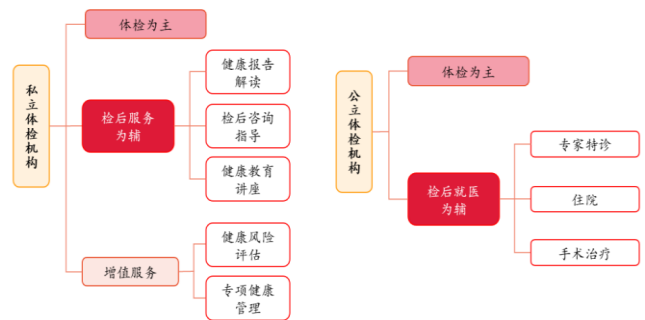 私立体检机构
体检为主
检后服务
为辅
健康报告
解读
检后咨询
指导
健康教育
讲座
增值服务
健康风险
评估
专项健康
管理
公立体检机构
体检为主
检后就医
为辅
专家特诊
住院
手术治疗